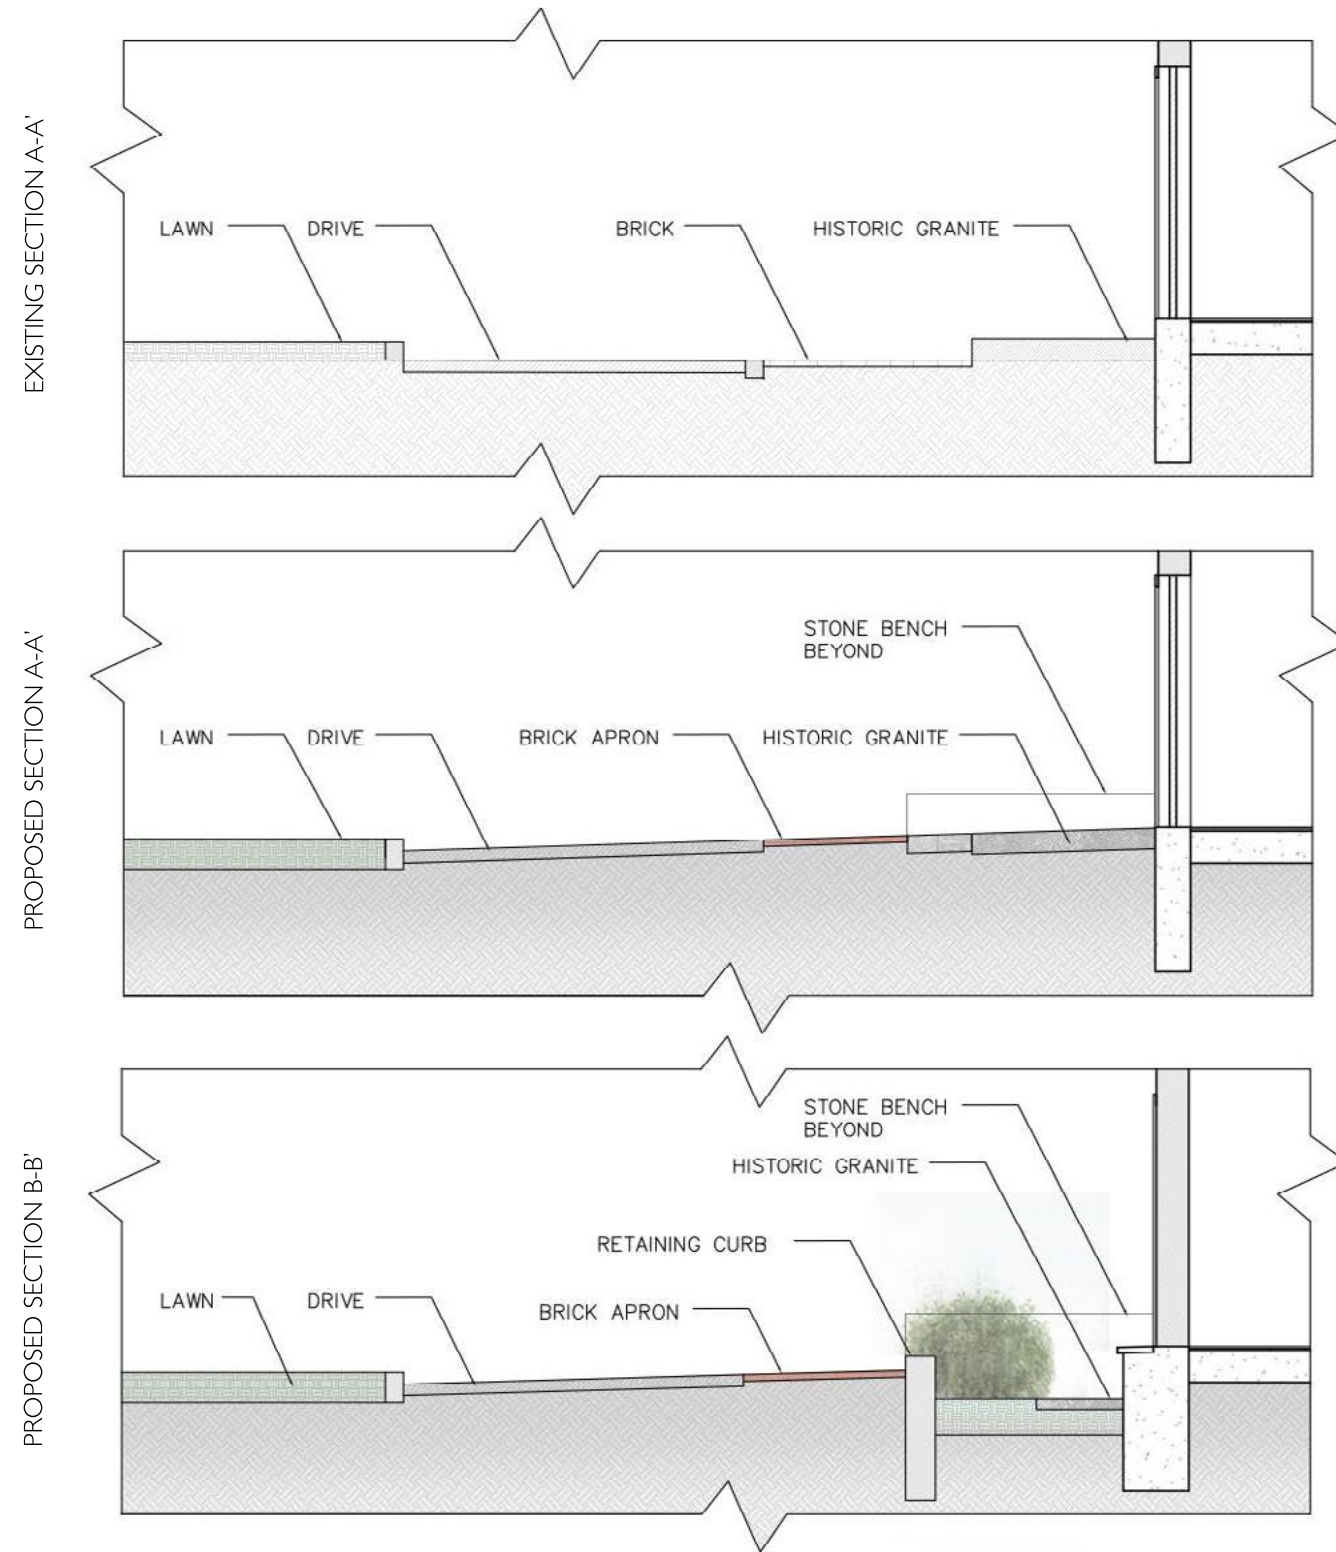 EXISTING SECTION A-A'
LAWN
DRIVE
BRICK
HISTORIC GRANITE
PROPOSED SECTION A-A'
STONE BENCH
BEYOND
LAWN
DRIVE
BRICK APRON
HISTORIC GRANITE
PROPOSED SECTION B-B'
STONE BENCH
BEYOND
HISTORIC GRANITE
RETAINING CURB
LAWN
DRIVE
BRICK APRON